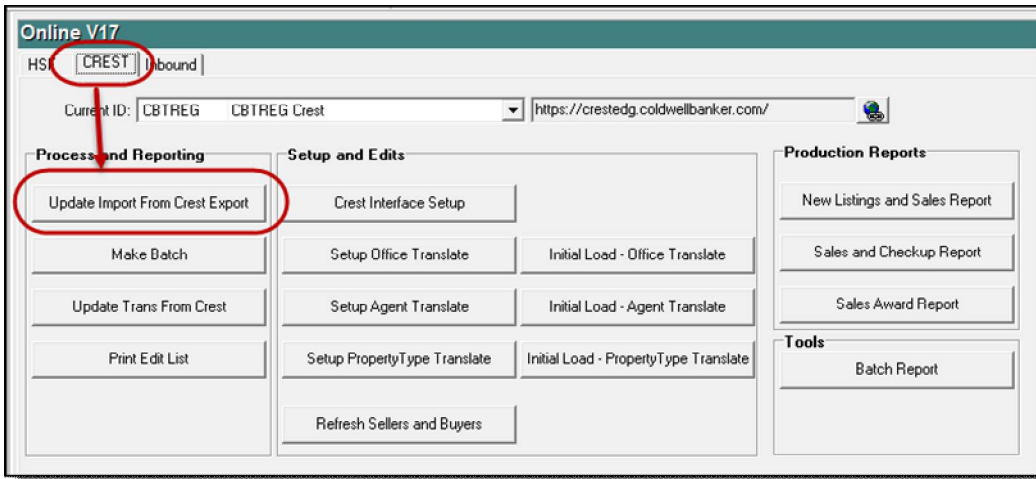 Online V17
HSF CREST Inbound
Current ID: CBTREG CBTREG Crest https://crestedg.coldwellbanker.com/
Process and Reporting
Update Import From Crest Export
Make Batch
Update Trans From Crest
Print Edit List
Setup and Edits
Crest Interface Setup
Setup Office Translate
Initial Load - Office Translate
Setup Agent Translate
Initial Load - Agent Translate
Setup PropertyType Translate
Initial Load - PropertyType Translate
Refresh Sellers and Buyers
Production Reports
New Listings and Sales Report
Sales and Checkup Report
Sales Award Report
Tools
Batch Report